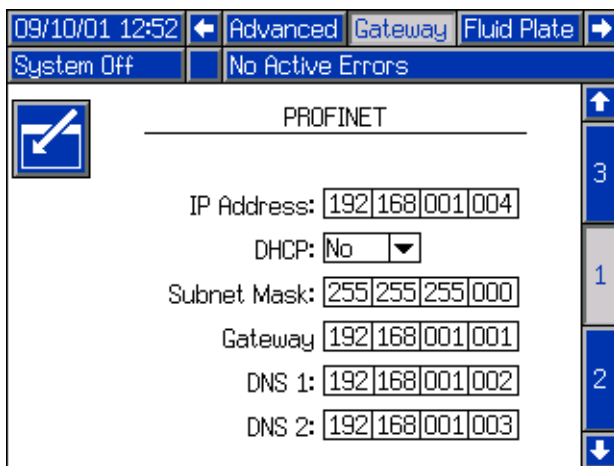 09/10/01 12:52 Advanced Gateway Fluid Plate
System Off No Active Errors
PROFINET
3
IP Address: 192 168 001 004
DHCP: No
1
Subnet Mask: 255 255 255 000
Gateway 192 168 001 001
DNS 1: 192 168 001 002
2
DNS 2: 192 168 001 003